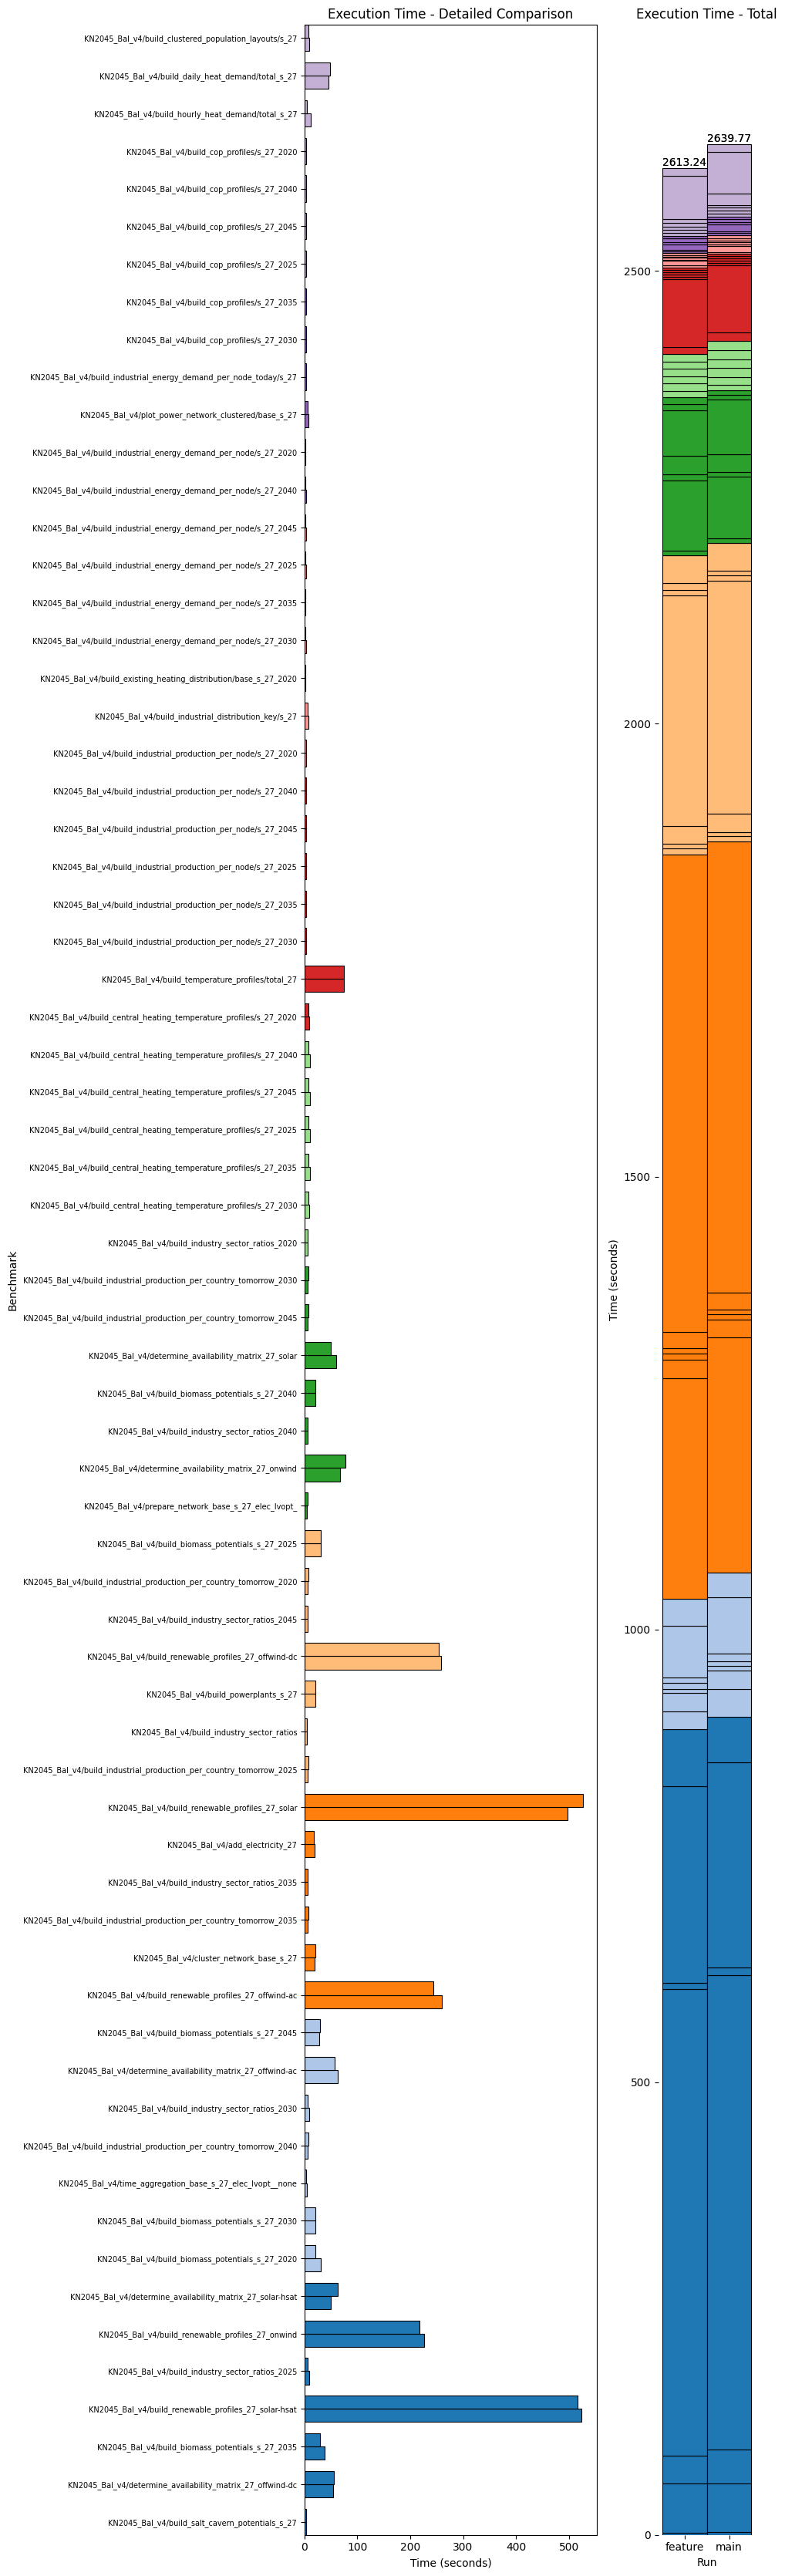 Execution Time - Detailed Comparison
KN2045_Bal_v4/build_clustered_population_layouts/s_27
KN2045_Bal_v4/build_daily_heat_demand/total_s_27
KN2045_Bal_v4/build_hourly_heat_demand/total_s_27
KN2045_Bal_v4/build_cop_profiles/s_27_2020
KN2045_Bal_v4/build_cop_profiles/s_27_2040
KN2045_Bal_v4/build_cop_profiles/s_27_2045
KN2045_Bal_v4/build_cop_profiles/s_27_2025
KN2045_Bal_v4/build_cop_profiles/s_27_2035
KN2045_Bal_v4/build_cop_profiles/s_27_2030
KN2045_Bal_v4/build_industrial_energy_demand_per_node_today/s_27
KN2045_Bal_v4/plot_power_network_clustered/base_s_27
KN2045_Bal_v4/build_industrial_energy_demand_per_node/s_27_2020
KN2045_Bal_v4/build_industrial_energy_demand_per_node/s_27_2040
KN2045_Bal_v4/build_industrial_energy_demand_per_node/s_27_2045
KN2045_Bal_v4/build_industrial_energy_demand_per_node/s_27_2025
KN2045_Bal_v4/build_industrial_energy_demand_per_node/s_27_2035
KN2045_Bal_v4/build_industrial_energy_demand_per_node/s_27_2030
KN2045_Bal_v4/build_existing_heating_distribution/base_s_27_2020
KN2045_Bal_v4/build_industrial_distribution_key/s_27
KN2045_Bal_v4/build_industrial_production_per_node/s_27_2020
KN2045_Bal_v4/build_industrial_production_per_node/s_27_2040
KN2045_Bal_v4/build_industrial_production_per_node/s_27_2045
KN2045_Bal_v4/build_industrial_production_per_node/s_27_2025
KN2045_Bal_v4/build_industrial_production_per_node/s_27_2035
KN2045_Bal_v4/build_industrial_production_per_node/s_27_2030
KN2045_Bal_v4/build_temperature_profiles/total_27
KN2045_Bal_v4/build_central_heating_temperature_profiles/s_27_2020
KN2045_Bal_v4/build_central_heating_temperature_profiles/s_27_2040
KN2045_Bal_v4/build_central_heating_temperature_profiles/s_27_2045
KN2045_Bal_v4/build_central_heating_temperature_profiles/s_27_2025
KN2045_Bal_v4/build_central_heating_temperature_profiles/s_27_2035
KN2045_Bal_v4/build_central_heating_temperature_profiles/s_27_2030
KN2045_Bal_v4/build_industry_sector_ratios_2020
KN2045_Bal_v4/build_industrial_production_per_country_tomorrow_2030
KN2045_Bal_v4/build_industrial_production_per_country_tomorrow_2045
KN2045_Bal_v4/determine_availability_matrix_27_solar
KN2045_Bal_v4/build_biomass_potentials_s_27_2040
KN2045_Bal_v4/build_industry_sector_ratios_2040
KN2045_Bal_v4/determine_availability_matrix_27_onwind
KN2045_Bal_v4/prepare_network_base_s_27_elec_lvopt_
KN2045_Bal_v4/build_biomass_potentials_s_27_2025
KN2045_Bal_v4/build_industrial_production_per_country_tomorrow_2020
KN2045_Bal_v4/build_industry_sector_ratios_2045
KN2045_Bal_v4/build_renewable_profiles_27_offwind-dc
KN2045_Bal_v4/build_powerplants_s_27
KN2045_Bal_v4/build_industry_sector_ratios
KN2045_Bal_v4/build_industrial_production_per_country_tomorrow_2025
KN2045_Bal_v4/build_renewable_profiles_27_solar
KN2045_Bal_v4/add_electricity_27
KN2045_Bal_v4/build_industry_sector_ratios_2035
KN2045_Bal_v4/build_industrial_production_per_country_tomorrow_2035
KN2045_Bal_v4/cluster_network_base_s_27
KN2045_Bal_v4/build_renewable_profiles_27_offwind-ac
KN2045_Bal_v4/build_biomass_potentials_s_27_2045
KN2045_Bal_v4/determine_availability_matrix_27_offwind-ac
KN2045_Bal_v4/build_industry_sector_ratios_2030
KN2045_Bal_v4/build_industrial_production_per_country_tomorrow_2040
KN2045_Bal_v4/time_aggregation_base_s_27_elec_lvopt__none
KN2045_Bal_v4/build_biomass_potentials_s_27_2030
KN2045_Bal_v4/build_biomass_potentials_s_27_2020
KN2045_Bal_v4/determine_availability_matrix_27_solar-hsat
KN2045_Bal_v4/build_renewable_profiles_27_onwind
KN2045_Bal_v4/build_industry_sector_ratios_2025
KN2045_Bal_v4/build_renewable_profiles_27_solar-hsat
KN2045_Bal_v4/build_biomass_potentials_s_27_2035
KN2045_Bal_v4/determine_availability_matrix_27_offwind-dc
KN2045_Bal_v4/build_salt_cavern_potentials_s_27
Benchmark
0 100 200 300 400 500
Time (seconds)
Execution Time - Total
2613.24
2639.77
2500
2000
1500
1000
500
0
Time (seconds)
feature main
Run